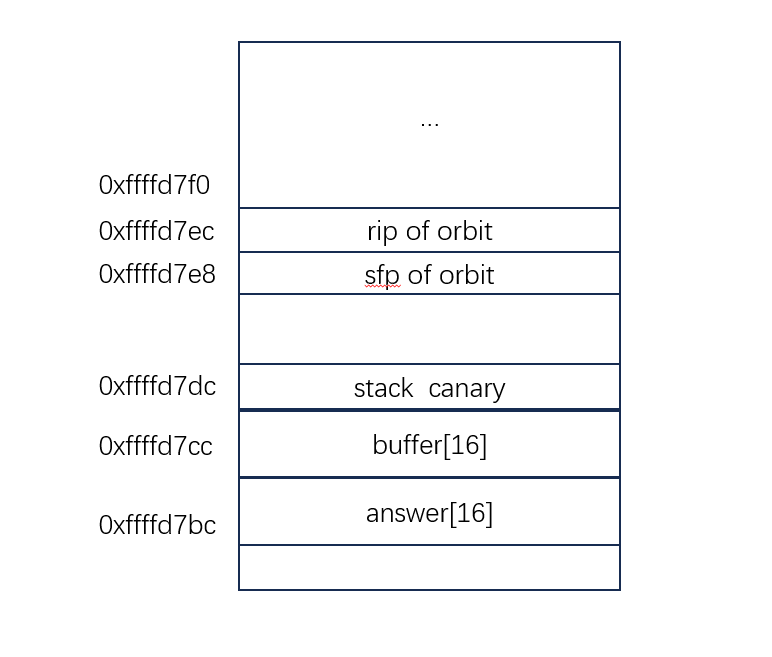 ...
0xffffd7f0
0xffffd7ec rip of orbit
0xffffd7e8 sfp of orbit
0xffffd7dc stack canary
0xffffd7cc buffer[16]
0xffffd7bc answer[16]